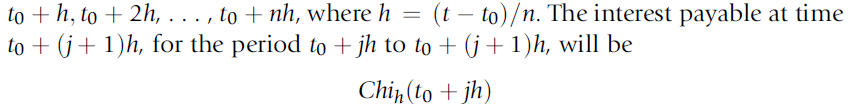 t₀ + h, t₀ + 2h, . . . , t₀ + nh, where h = (t − t₀)/n. The interest payable at time
t₀ + (j + 1)h, for the period t₀ + jh to t₀ + (j + 1)h, will be
Chiₕ(t₀ + jh)